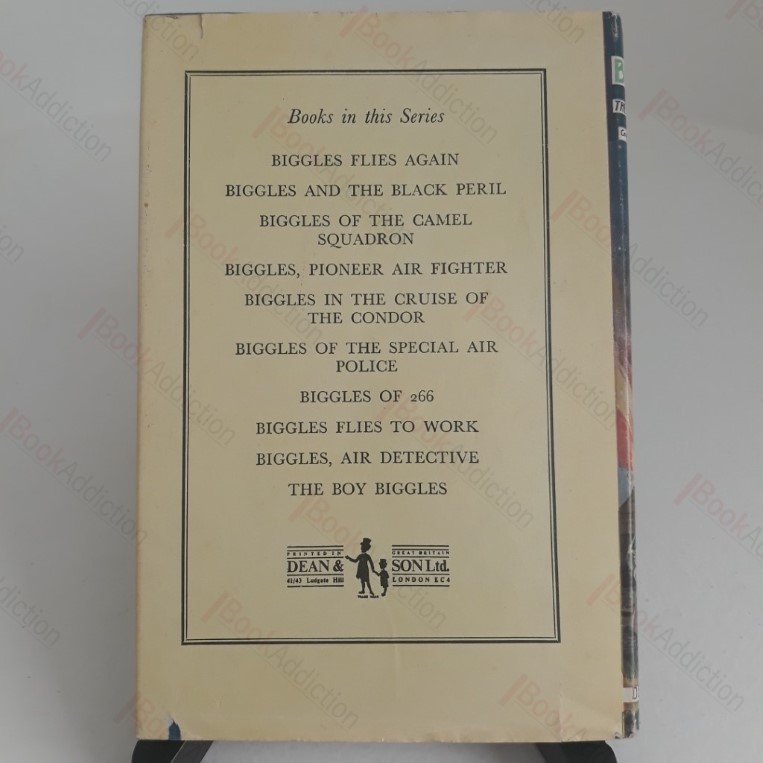 Books in this Series
BIGGLES FLIES AGAIN
BIGGLES AND THE BLACK PERIL
BIGGLES OF THE CAMEL
SQUADRON
BIGGLES, PIONEER AIR FIGHTER
BIGGLES IN THE CRUISE OF
THE CONDOR
BIGGLES OF THE SPECIAL AIR
POLICE
BIGGLES OF 266
BIGGLES FLIES TO WORK
BIGGLES, AIR DETECTIVE
THE BOY BIGGLES
PRINTED IN GREAT BRITAIN
DEAN & SON Ltd.
41/43 Ludgate Hill LONDON EC4
TRADE MARK
BookAddiction